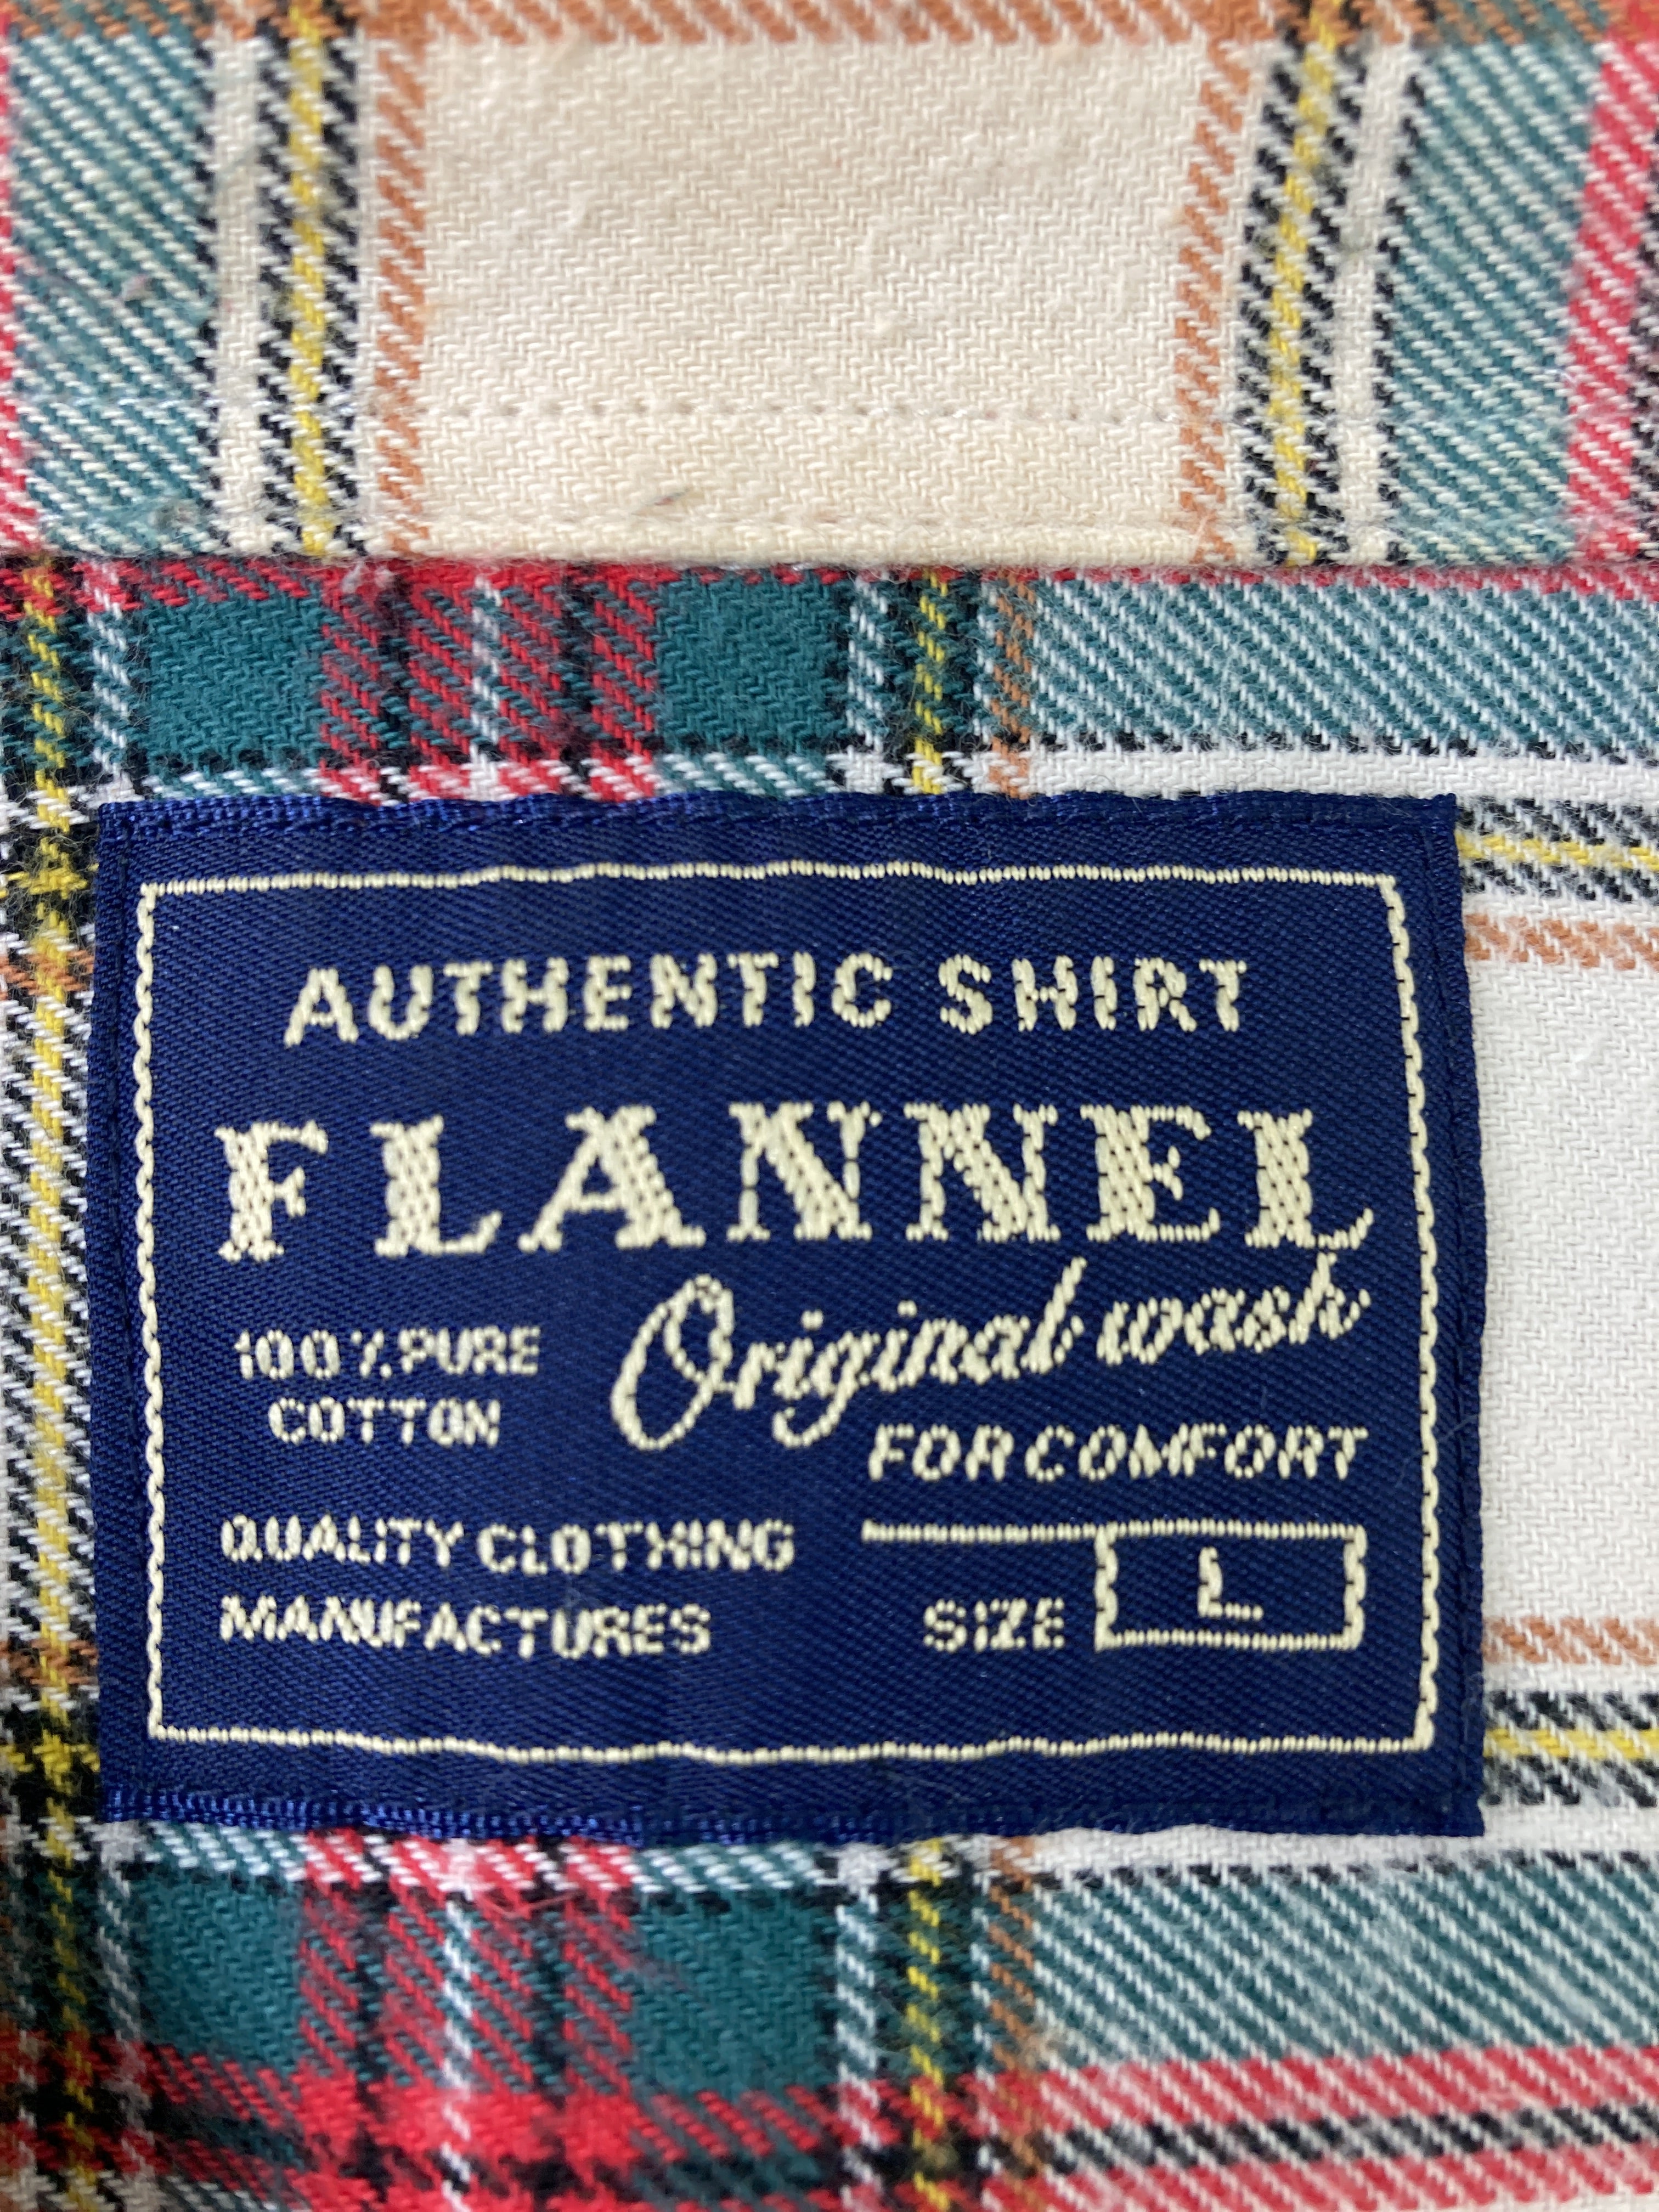 AUTHENTIC SHIRT
FLANNEL
Original wash
100% PURE
COTTON
FOR COMFORT
QUALITY CLOTHING
MANUFACTURES
SIZE L